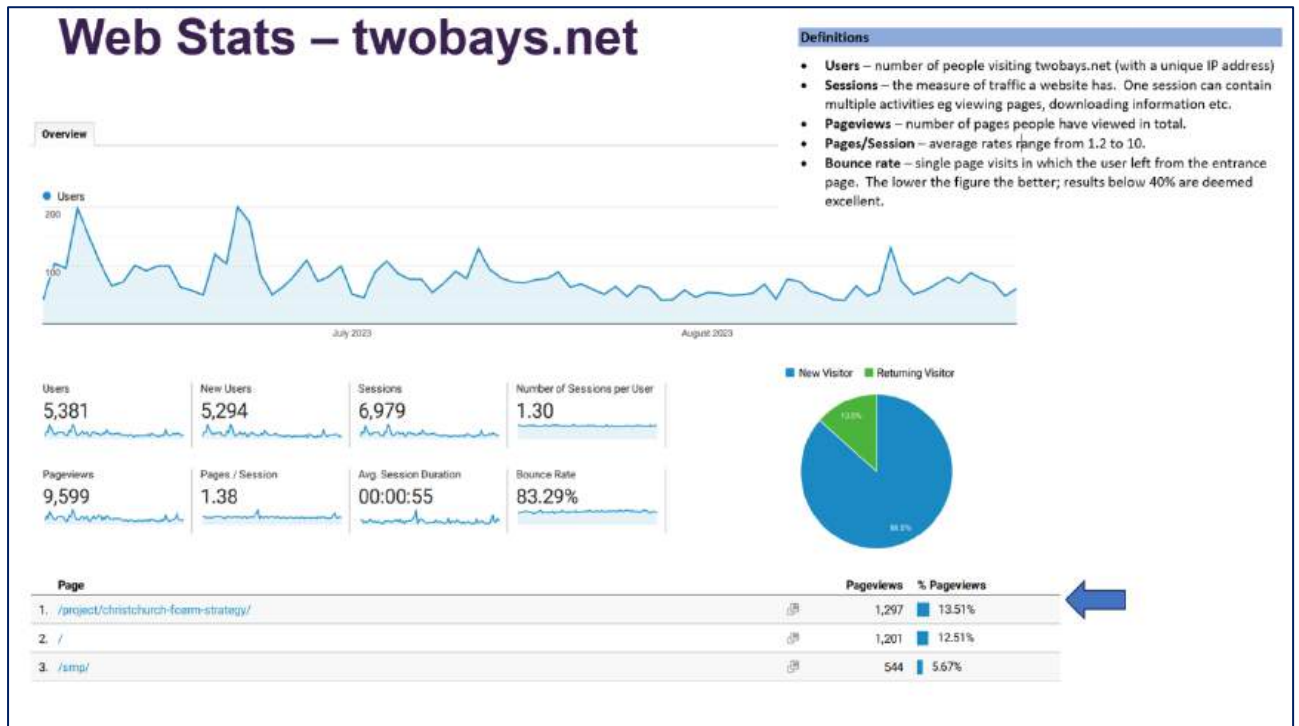 Web Stats – twobays.net
Definitions
• Users – number of people visiting twobays.net (with a unique IP address)
• Sessions – the measure of traffic a website has. One session can contain
multiple activities eg viewing pages, downloading information etc.
• Pageviews – number of pages people have viewed in total.
• Pages/Session – average rates range from 1.2 to 10.
• Bounce rate – single page visits in which the user left from the entrance
page. The lower the figure the better; results below 40% are deemed
excellent.
Overview
Users
200
100
July 2023 August 2023
Users New Users Sessions Number of Sessions per User
5,381 5,294 6,979 1.30
Pageviews Pages / Session Avg. Session Duration Bounce Rate
9,599 1.38 00:00:55 83.29%
New Visitor Returning Visitor
Page Pageviews % Pageviews
1. /project/christchurch-fcerm-strategy/ 1,297 13.51%
2. / 1,201 12.51%
3. /smp/ 544 5.67%